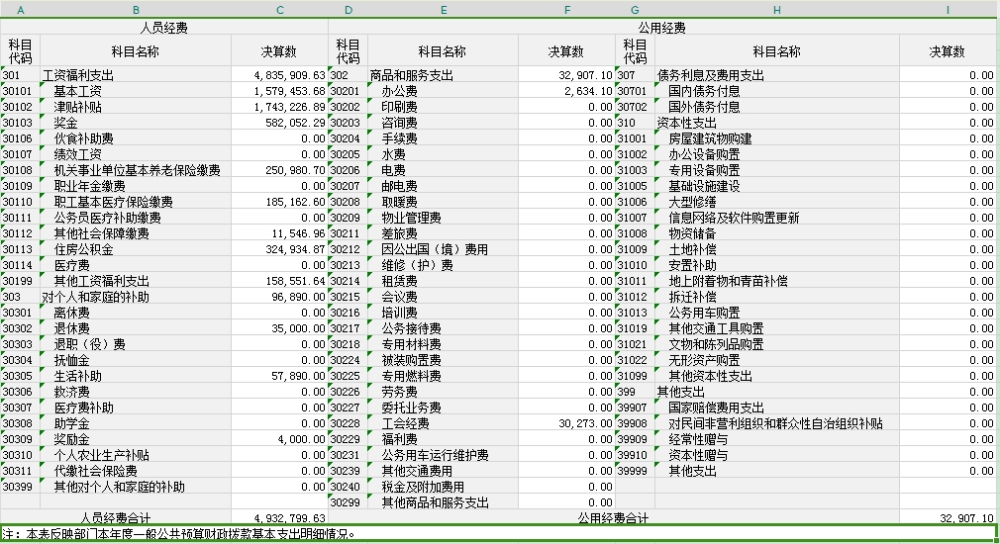 A B C D E F G H I
人员经费 公用经费
科目代码 科目名称 决算数 科目代码 科目名称 决算数 科目代码 科目名称 决算数
301 工资福利支出 4,835,909.63 302 商品和服务支出 32,907.10 307 债务利息及费用支出 0.00
30101 基本工资 1,579,453.68 30201 办公费 2,634.10 30701 国内债务付息 0.00
30102 津贴补贴 1,743,226.89 30202 印刷费 0.00 30702 国外债务付息 0.00
30103 奖金 582,052.29 30203 咨询费 0.00 310 资本性支出 0.00
30106 伙食补助费 0.00 30204 手续费 0.00 31001 房屋建筑物购建 0.00
30107 绩效工资 0.00 30205 水费 0.00 31002 办公设备购置 0.00
30108 机关事业单位基本养老保险缴费 250,980.70 30206 电费 0.00 31003 专用设备购置 0.00
30109 职业年金缴费 0.00 30207 邮电费 0.00 31005 基础设施建设 0.00
30110 职工基本医疗保险缴费 185,162.60 30208 取暖费 0.00 31006 大型修缮 0.00
30111 公务员医疗补助缴费 0.00 30209 物业管理费 0.00 31007 信息网络及软件购置更新 0.00
30112 其他社会保障缴费 11,546.96 30211 差旅费 0.00 31008 物资储备 0.00
30113 住房公积金 324,934.87 30212 因公出国（境）费用 0.00 31009 土地补偿 0.00
30114 医疗费 0.00 30213 维修（护）费 0.00 31010 安置补助 0.00
30199 其他工资福利支出 158,551.64 30214 租赁费 0.00 31011 地上附着物和青苗补偿 0.00
303 对个人和家庭的补助 96,890.00 30215 会议费 0.00 31012 拆迁补偿 0.00
30301 离休费 0.00 30216 培训费 0.00 31013 公务用车购置 0.00
30302 退休费 35,000.00 30217 公务接待费 0.00 31019 其他交通工具购置 0.00
30303 退职（役）费 0.00 30218 专用材料费 0.00 31021 文物和陈列品购置 0.00
30304 抚恤金 0.00 30224 被装购置费 0.00 31022 无形资产购置 0.00
30305 生活补助 57,890.00 30225 专用燃料费 0.00 31099 其他资本性支出 0.00
30306 救济费 0.00 30226 劳务费 0.00 399 其他支出 0.00
30307 医疗费补助 0.00 30227 委托业务费 0.00 39907 国家赔偿费用支出 0.00
30308 助学金 0.00 30228 工会经费 30,273.00 39908 对民间非营利组织和群众性自治组织补贴 0.00
30309 奖励金 4,000.00 30229 福利费 0.00 39909 经常性赠与 0.00
30310 个人农业生产补贴 0.00 30231 公务用车运行维护费 0.00 39910 资本性赠与 0.00
30311 代缴社会保险费 0.00 30239 其他交通费用 0.00 39999 其他支出 0.00
30399 其他对个人和家庭的补助 0.00 30240 税金及附加费用 0.00
30299 其他商品和服务支出 0.00
人员经费合计 4,932,799.63 公用经费合计 32,907.10
注：本表反映部门本年度一般公共预算财政拨款基本支出明细情况。